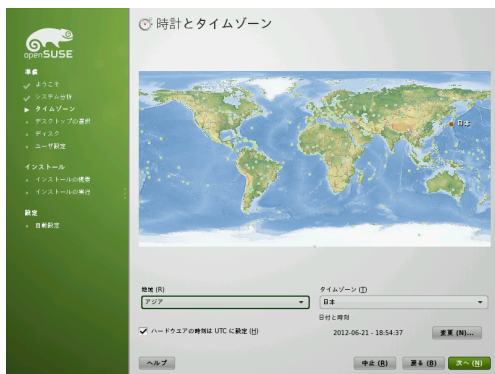 openSUSE
準備
ようこそ
システム分析
タイムゾーン
デスクトップの選択
ディスク
ユーザ設定
インストール
インストールの概要
インストールの実行
設定
自動設定
時計とタイムゾーン
日本
地域 (R)
アジア
タイムゾーン (T)
日本
ハードウエアの時刻は UTC に設定 (H)
日付と時刻
2012-06-21 - 18:54:37
変更 (N)...
ヘルプ
中止 (R)
戻る (B)
次へ (N)